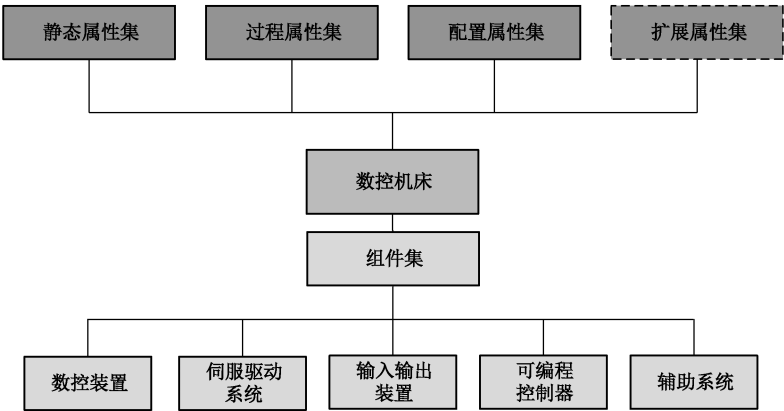 静态属性集
过程属性集
配置属性集
扩展属性集
数控机床
组件集
数控装置
伺服驱动
系统
输入输出
装置
可编程
控制器
辅助系统